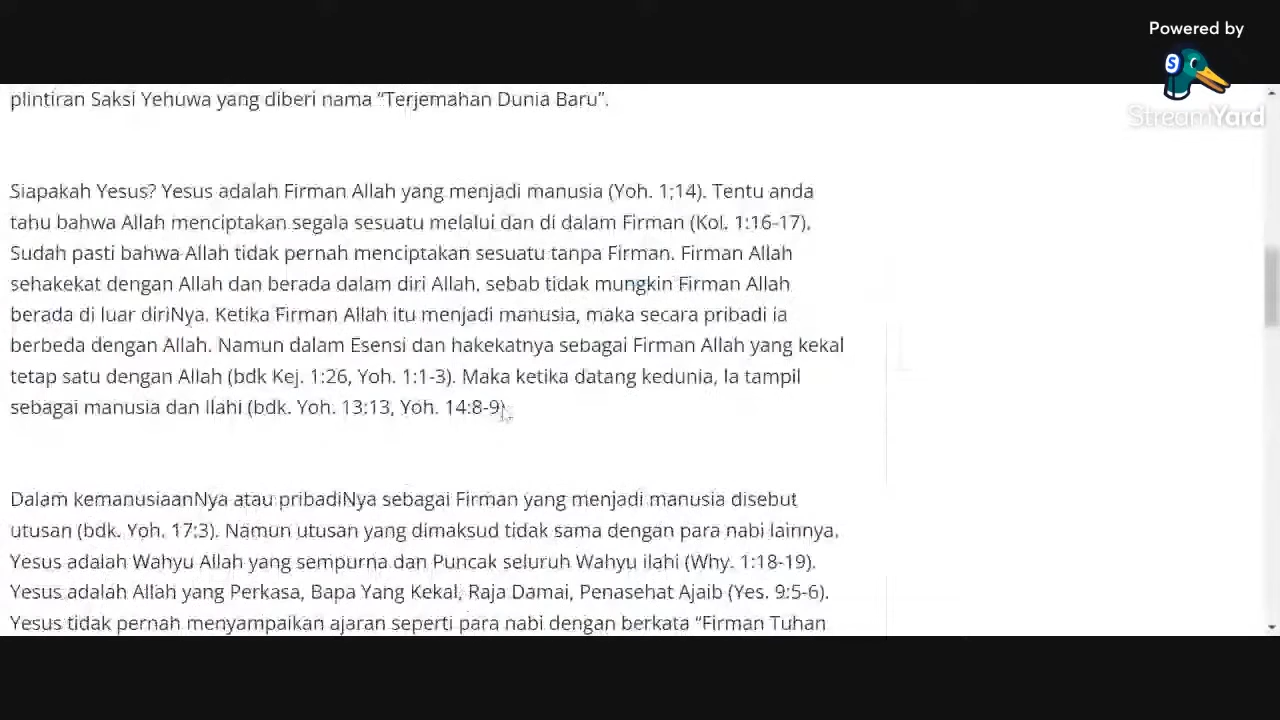 Powered by
StreamYard
plintiran Saksi Yehuwa yang diberi nama “Terjemahan Dunia Baru”.
Siapakah Yesus? Yesus adalah Firman Allah yang menjadi manusia (Yoh. 1;14). Tentu anda
tahu bahwa Allah menciptakan segala sesuatu melalui dan di dalam Firman (Kol. 1:16-17).
Sudah pasti bahwa Allah tidak pernah menciptakan sesuatu tanpa Firman. Firman Allah
sehakekat dengan Allah dan berada dalam diri Allah, sebab tidak mungkin Firman Allah
berada di luar diriNya. Ketika Firman Allah itu menjadi manusia, maka secara pribadi ia
berbeda dengan Allah. Namun dalam Esensi dan hakekatnya sebagai Firman Allah yang kekal
tetap satu dengan Allah (bdk Kej. 1:26, Yoh. 1:1-3). Maka ketika datang kedunia, Ia tampil
sebagai manusia dan Ilahi (bdk. Yoh. 13:13, Yoh. 14:8-9).
Dalam kemanusiaanNya atau pribadiNya sebagai Firman yang menjadi manusia disebut
utusan (bdk. Yoh. 17:3). Namun utusan yang dimaksud tidak sama dengan para nabi lainnya.
Yesus adalah Wahyu Allah yang sempurna dan Puncak seluruh Wahyu ilahi (Why. 1:18-19).
Yesus adalah Allah yang Perkasa, Bapa Yang Kekal, Raja Damai, Penasehat Ajaib (Yes. 9:5-6).
Yesus tidak pernah menyampaikan ajaran seperti para nabi dengan berkata “Firman Tuhan